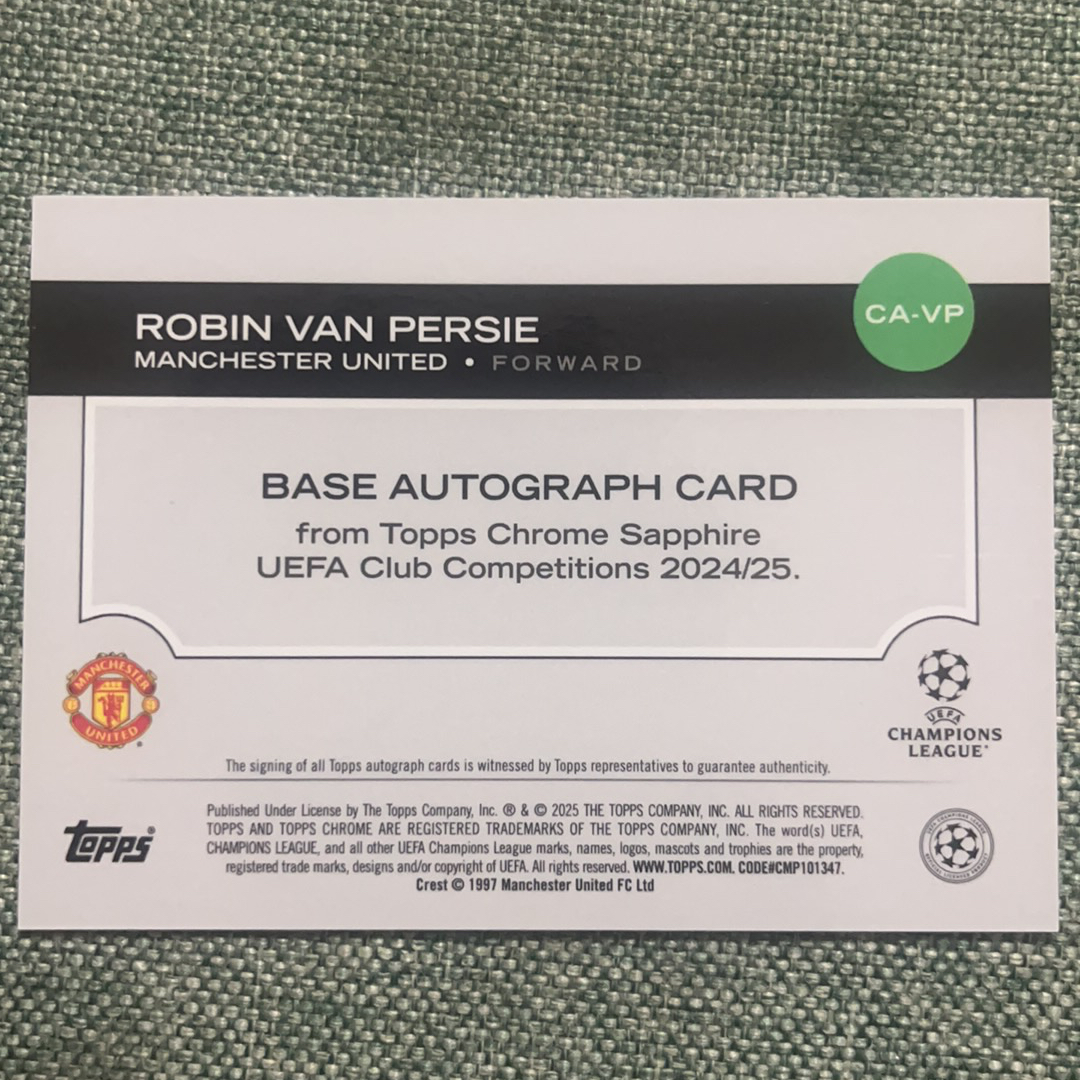 ROBIN VAN PERSIE
MANCHESTER UNITED • FORWARD
CA-VP
BASE AUTOGRAPH CARD
from Topps Chrome Sapphire
UEFA Club Competitions 2024/25.
MANCHESTER
UNITED
UEFA
CHAMPIONS
LEAGUE®
The signing of all Topps autograph cards is witnessed by Topps representatives to guarantee authenticity.
topps®
Published Under License by The Topps Company, Inc. ® & © 2025 THE TOPPS COMPANY, INC. ALL RIGHTS RESERVED.
TOPPS AND TOPPS CHROME ARE REGISTERED TRADEMARKS OF THE TOPPS COMPANY, INC. The word(s) UEFA,
CHAMPIONS LEAGUE, and all other UEFA Champions League marks, names, logos, mascots and trophies are the property,
registered trade marks, designs and/or copyright of UEFA. All rights reserved. WWW.TOPPS.COM. CODE#CMP101347.
Crest © 1997 Manchester United FC Ltd